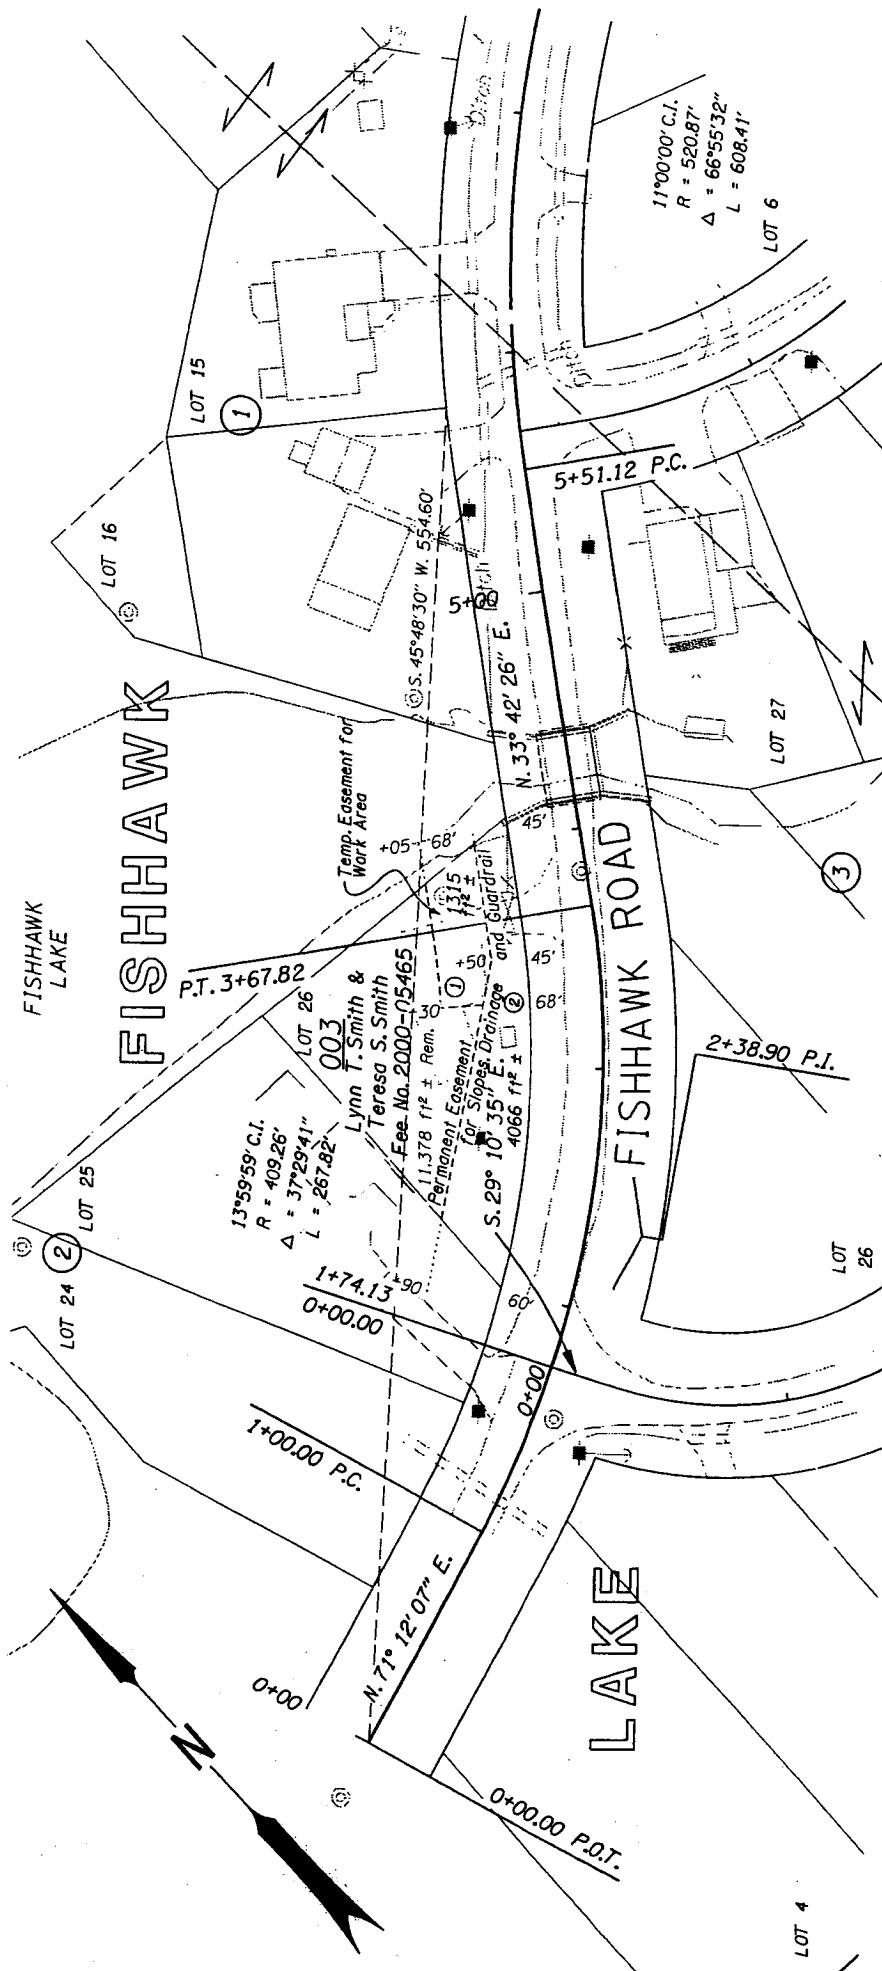 11°00'00" C.I.
R = 520.87'
Δ = 66°55'32"
L = 608.41'
LOT 6
Ditch
LOT 15
1
Ditch
5+51.12 P.C.
LOT 16
S. 45°48'30" W. 554.60'
5+00
Ditch
N. 33° 42' 26" E.
LOT 27
3
FISHHAWK
LAKE
FISHHAWK
Temp. Easement for
Work Area
+05
68'
45'
1315
ft² ±
P.T. 3+67.82
FISHHAWK ROAD
LOT 26
003
Lynn T. Smith &
Teresa S. Smith
Fee No. 2000-05465
11,378 ft² ± Rem.
30
1
+50
45'
68'
Permanent Easement
for Slopes, Drainage and Guardrail
2
4066 ft² ±
S. 29° 10' 35" E.
2+38.90 P.I.
13°59'59" C.I.
R = 409.26'
Δ = 37°29'41"
L = 267.82'
LOT 25
2
LOT 24
1+74.13
0+00.00
+90
60'
LOT
26
0+00
1+00.00 P.C.
N. 71° 12' 07" E.
0+00
LAKE
N
0+00.00 P.O.T.
LOT 4